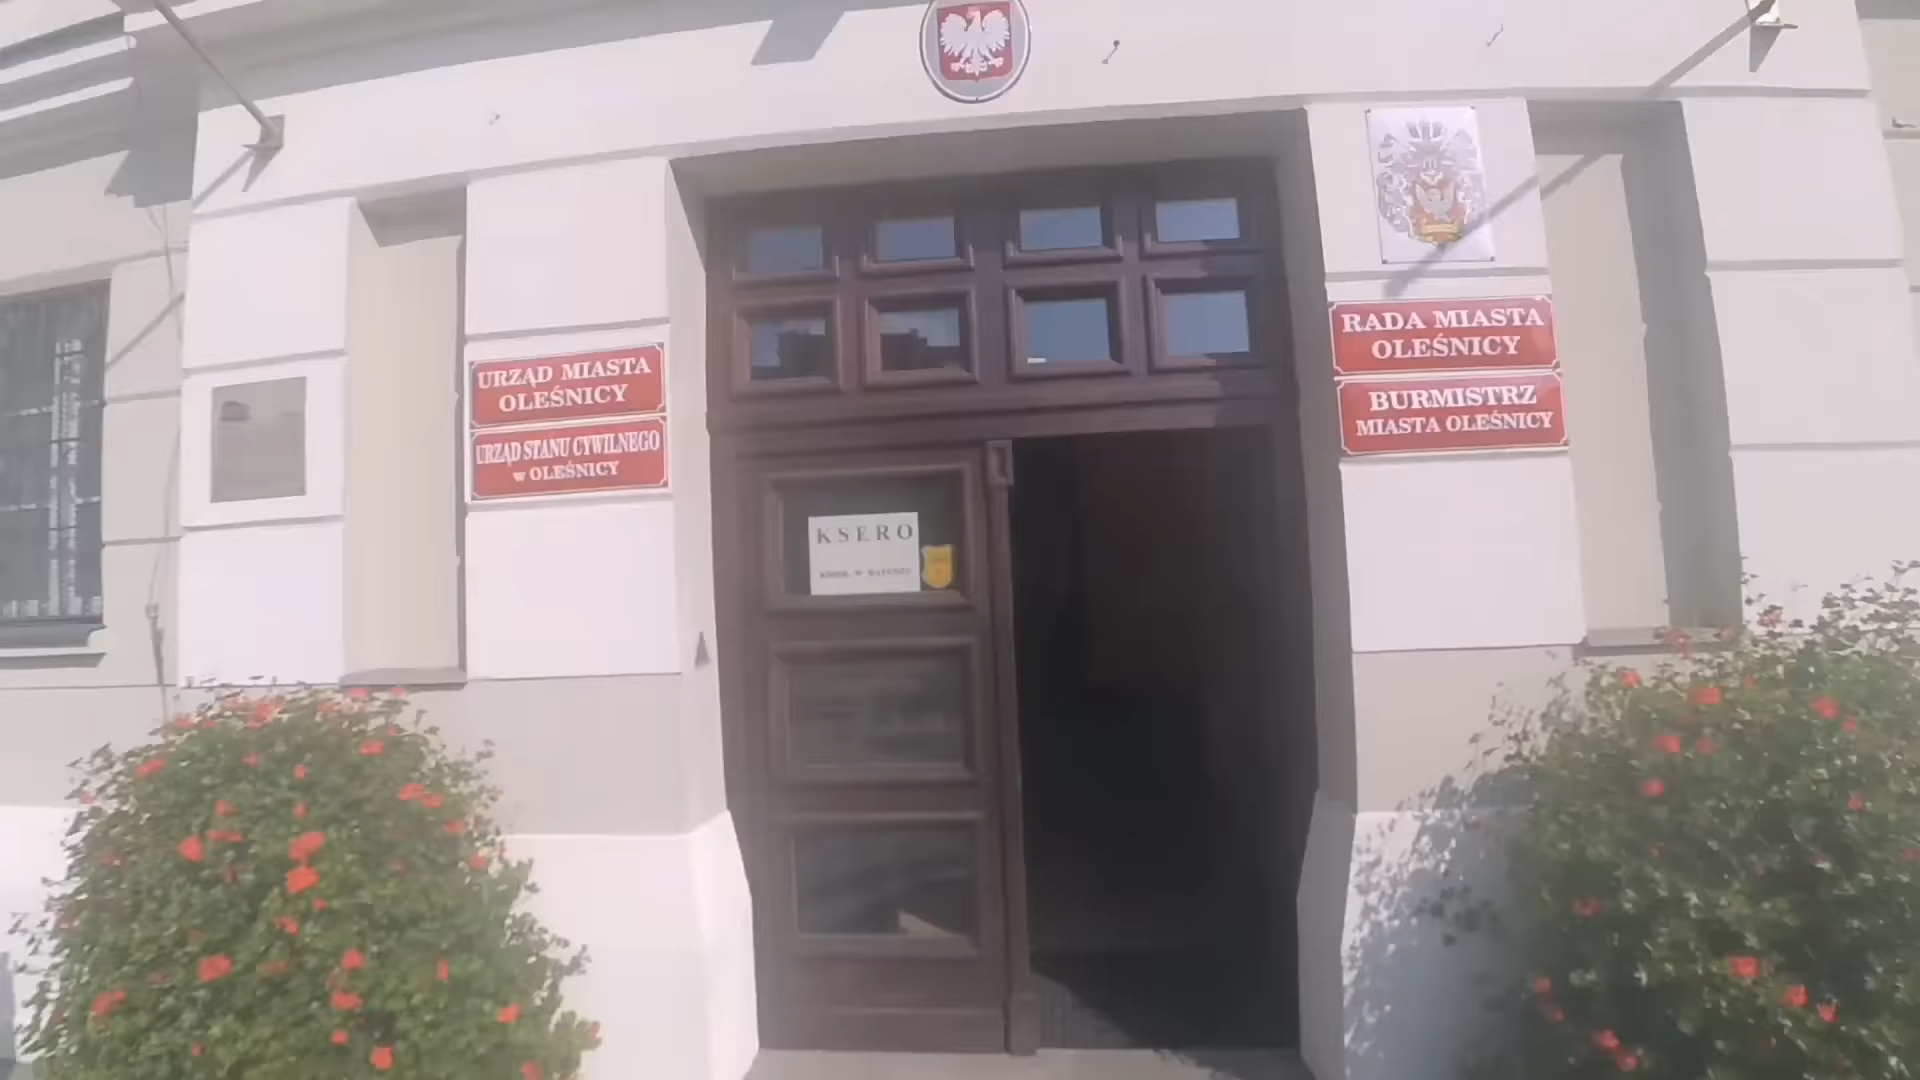 URZĄD MIASTA
OLEŚNICY
URZĄD STANU CYWILNEGO
w OLEŚNICY
KSERO
RADA MIASTA
OLEŚNICY
BURMISTRZ
MIASTA OLEŚNICY